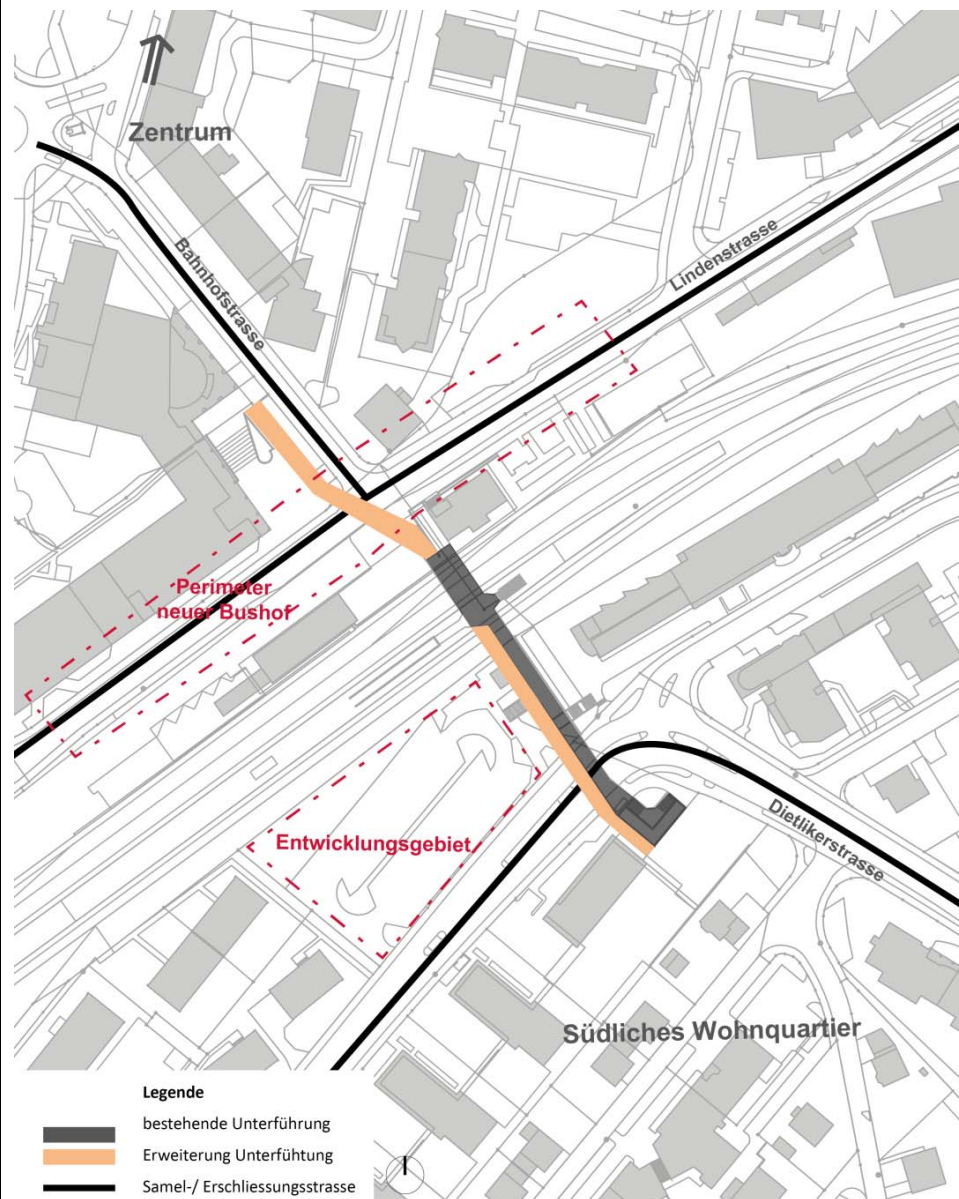 Zentrum
Bahnhofstrasse
Lindenstrasse
Perimeter
neuer Bushof
Entwicklungsgebiet
Dietlikerstrasse
Südliches Wohnquartier
Legende
bestehende Unterführung
Erweiterung Unterfühtung
Samel-/ Erschliessungsstrasse